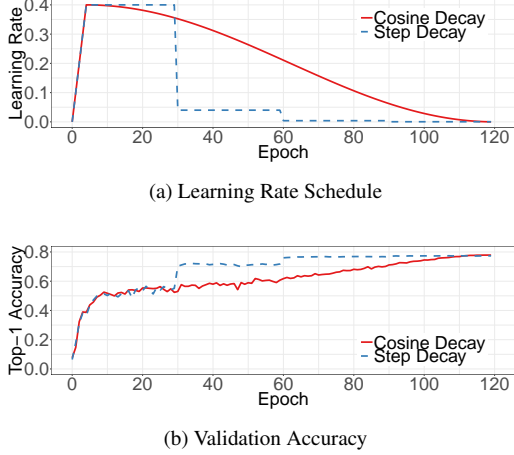 0.4
0.3
0.2
0.1
0.0
Learning Rate
Cosine Decay
Step Decay
0 20 40 60 80 100 120
Epoch
(a) Learning Rate Schedule
0.8
0.6
0.4
0.2
0.0
Top−1 Accuracy
Cosine Decay
Step Decay
0 20 40 60 80 100 120
Epoch
(b) Validation Accuracy